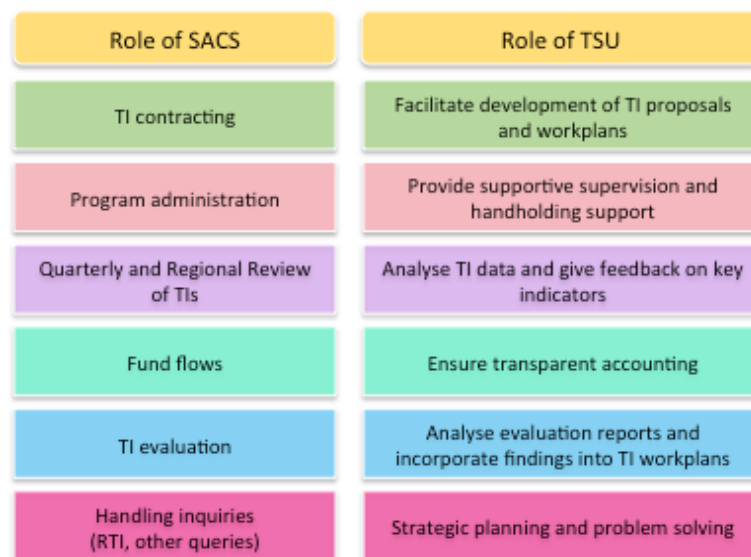 Role of SACS
Role of TSU
TI contracting
Facilitate development of TI proposals
and workplans
Program administration
Provide supportive supervision and
handholding support
Quarterly and Regional Review
of TIs
Analyse TI data and give feedback on key
indicators
Fund flows
Ensure transparent accounting
TI evaluation
Analyse evaluation reports and
incorporate findings into TI workplans
Handling inquiries
(RTI, other queries)
Strategic planning and problem solving